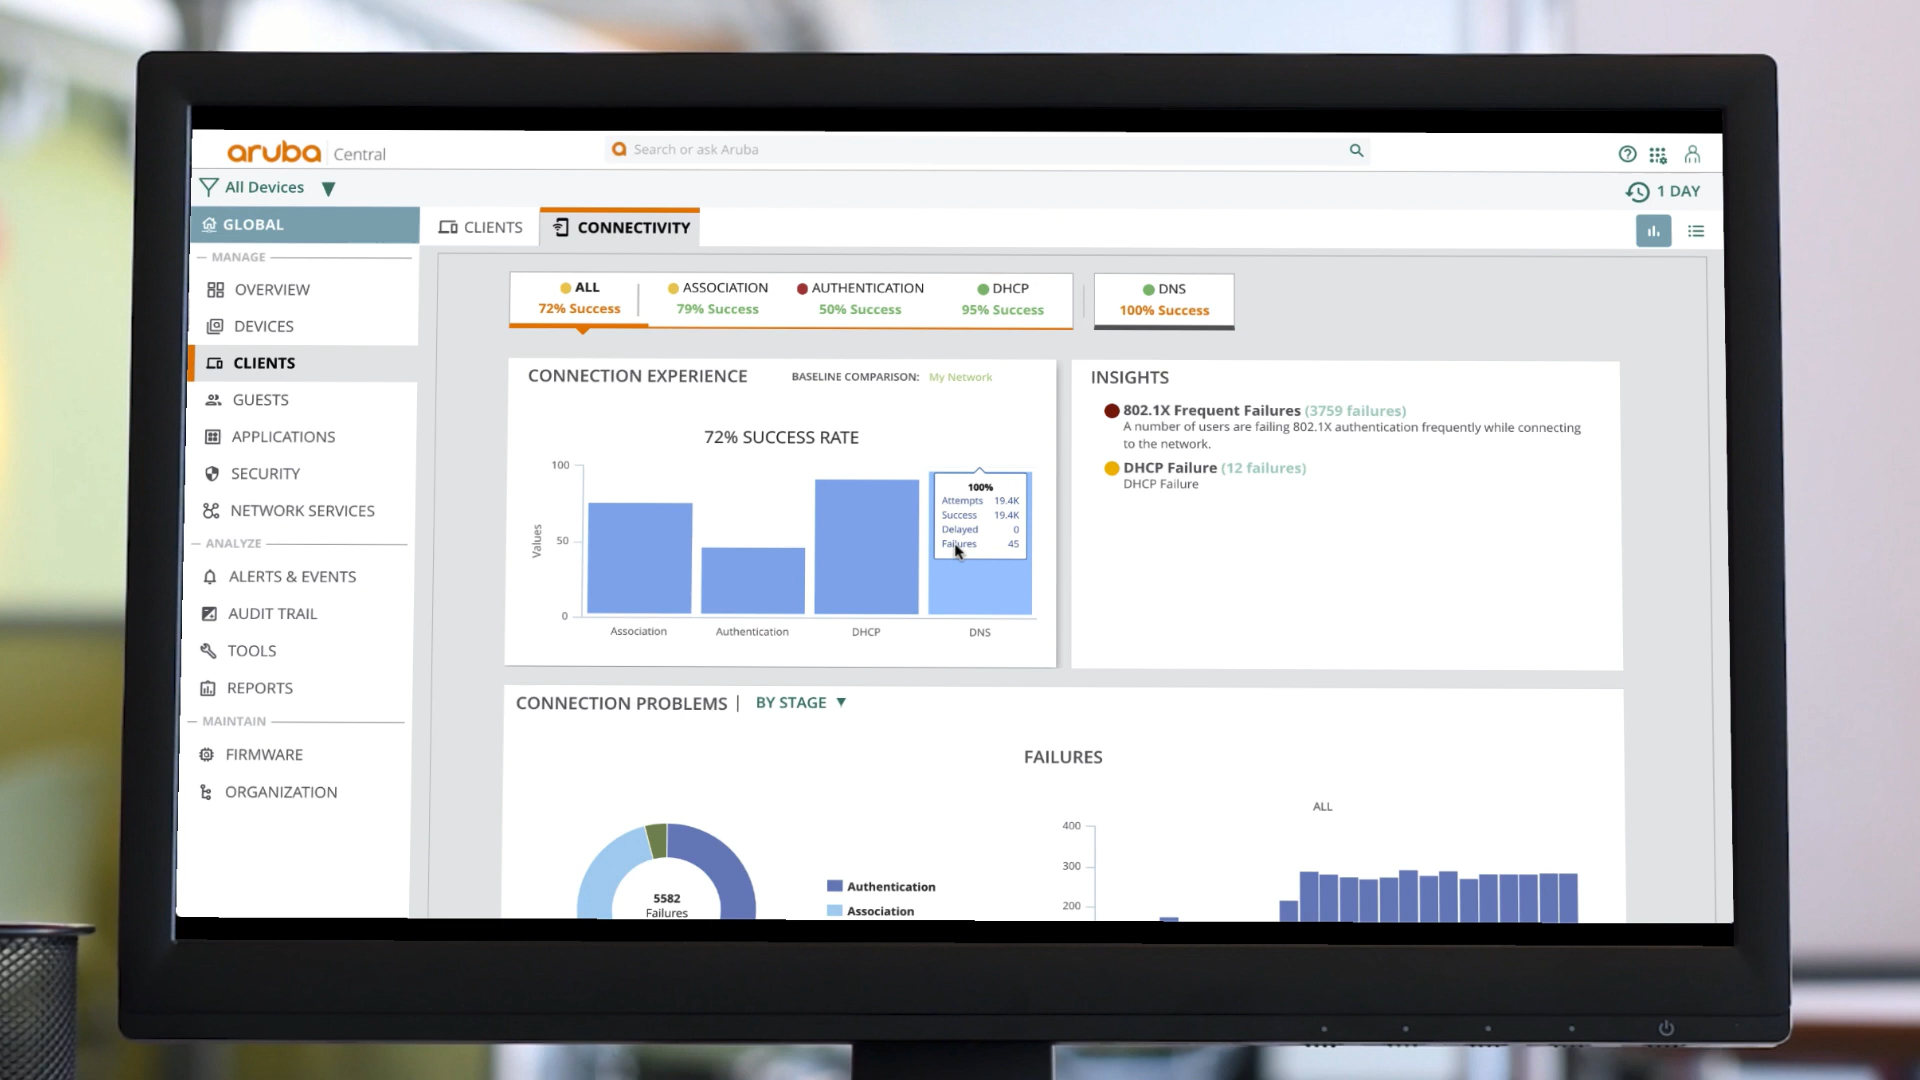 aruba Central
Search or ask Aruba
All Devices
1 DAY
GLOBAL
CLIENTS
CONNECTIVITY
MANAGE
OVERVIEW
DEVICES
CLIENTS
GUESTS
APPLICATIONS
SECURITY
NETWORK SERVICES
ANALYZE
ALERTS & EVENTS
AUDIT TRAIL
TOOLS
REPORTS
MAINTAIN
FIRMWARE
ORGANIZATION
ALL
72% Success
ASSOCIATION
79% Success
AUTHENTICATION
50% Success
DHCP
95% Success
DNS
100% Success
CONNECTION EXPERIENCE
BASELINE COMPARISON: My Network
72% SUCCESS RATE
Values
100
50
0
Association
Authentication
DHCP
DNS
100%
Attempts 19.4K
Success 19.4K
Delayed 0
Failures 45
INSIGHTS
802.1X Frequent Failures (3759 failures)
A number of users are failing 802.1X authentication frequently while connecting
to the network.
DHCP Failure (12 failures)
DHCP Failure
CONNECTION PROBLEMS | BY STAGE
FAILURES
5582
Failures
Authentication
Association
ALL
400
300
200